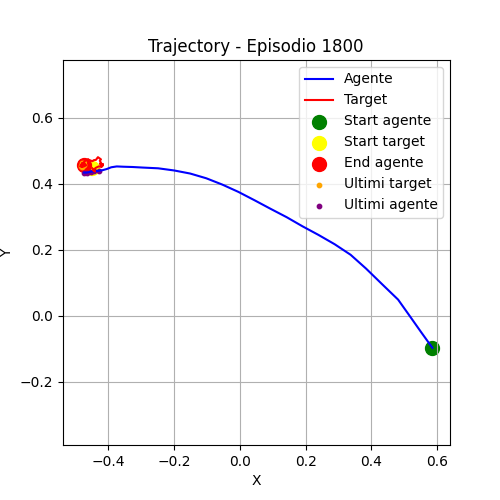 Trajectory - Episodio 1800
Agente
Target
Start agente
Start target
End agente
Ultimi target
Ultimi agente
0.6
0.4
0.2
0.0
−0.2
Y
−0.4
−0.2
0.0
0.2
0.4
0.6
X